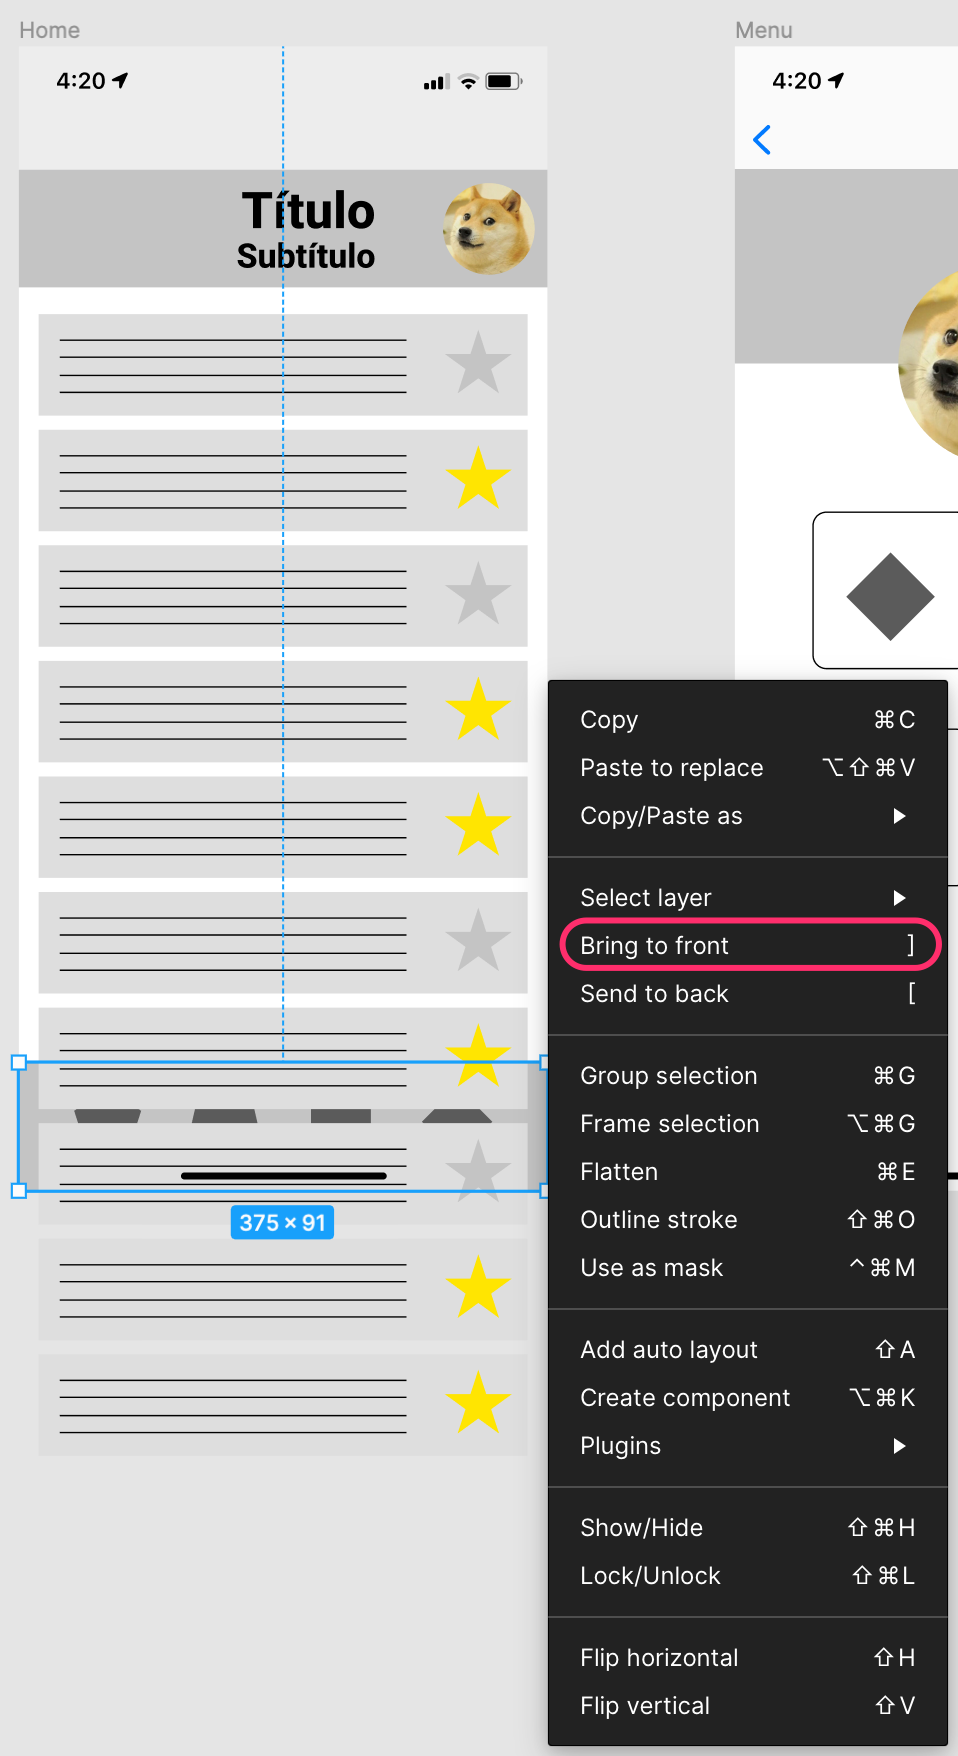 Home
Menu
4:20
4:20
Título
Subtítulo
375 × 91
Copy ⌘C
Paste to replace ⌥⇧⌘V
Copy/Paste as ▶
Select layer ▶
Bring to front ]
Send to back [
Group selection ⌘G
Frame selection ⌥⌘G
Flatten ⌘E
Outline stroke ⇧⌘O
Use as mask ^⌘M
Add auto layout ⇧A
Create component ⌥⌘K
Plugins ▶
Show/Hide ⇧⌘H
Lock/Unlock ⇧⌘L
Flip horizontal ⇧H
Flip vertical ⇧V